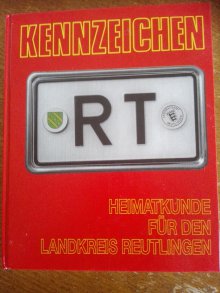 KENNZEICHEN
RT
HEIMATKUNDE
FÜR DEN
LANDKREIS REUTLINGEN